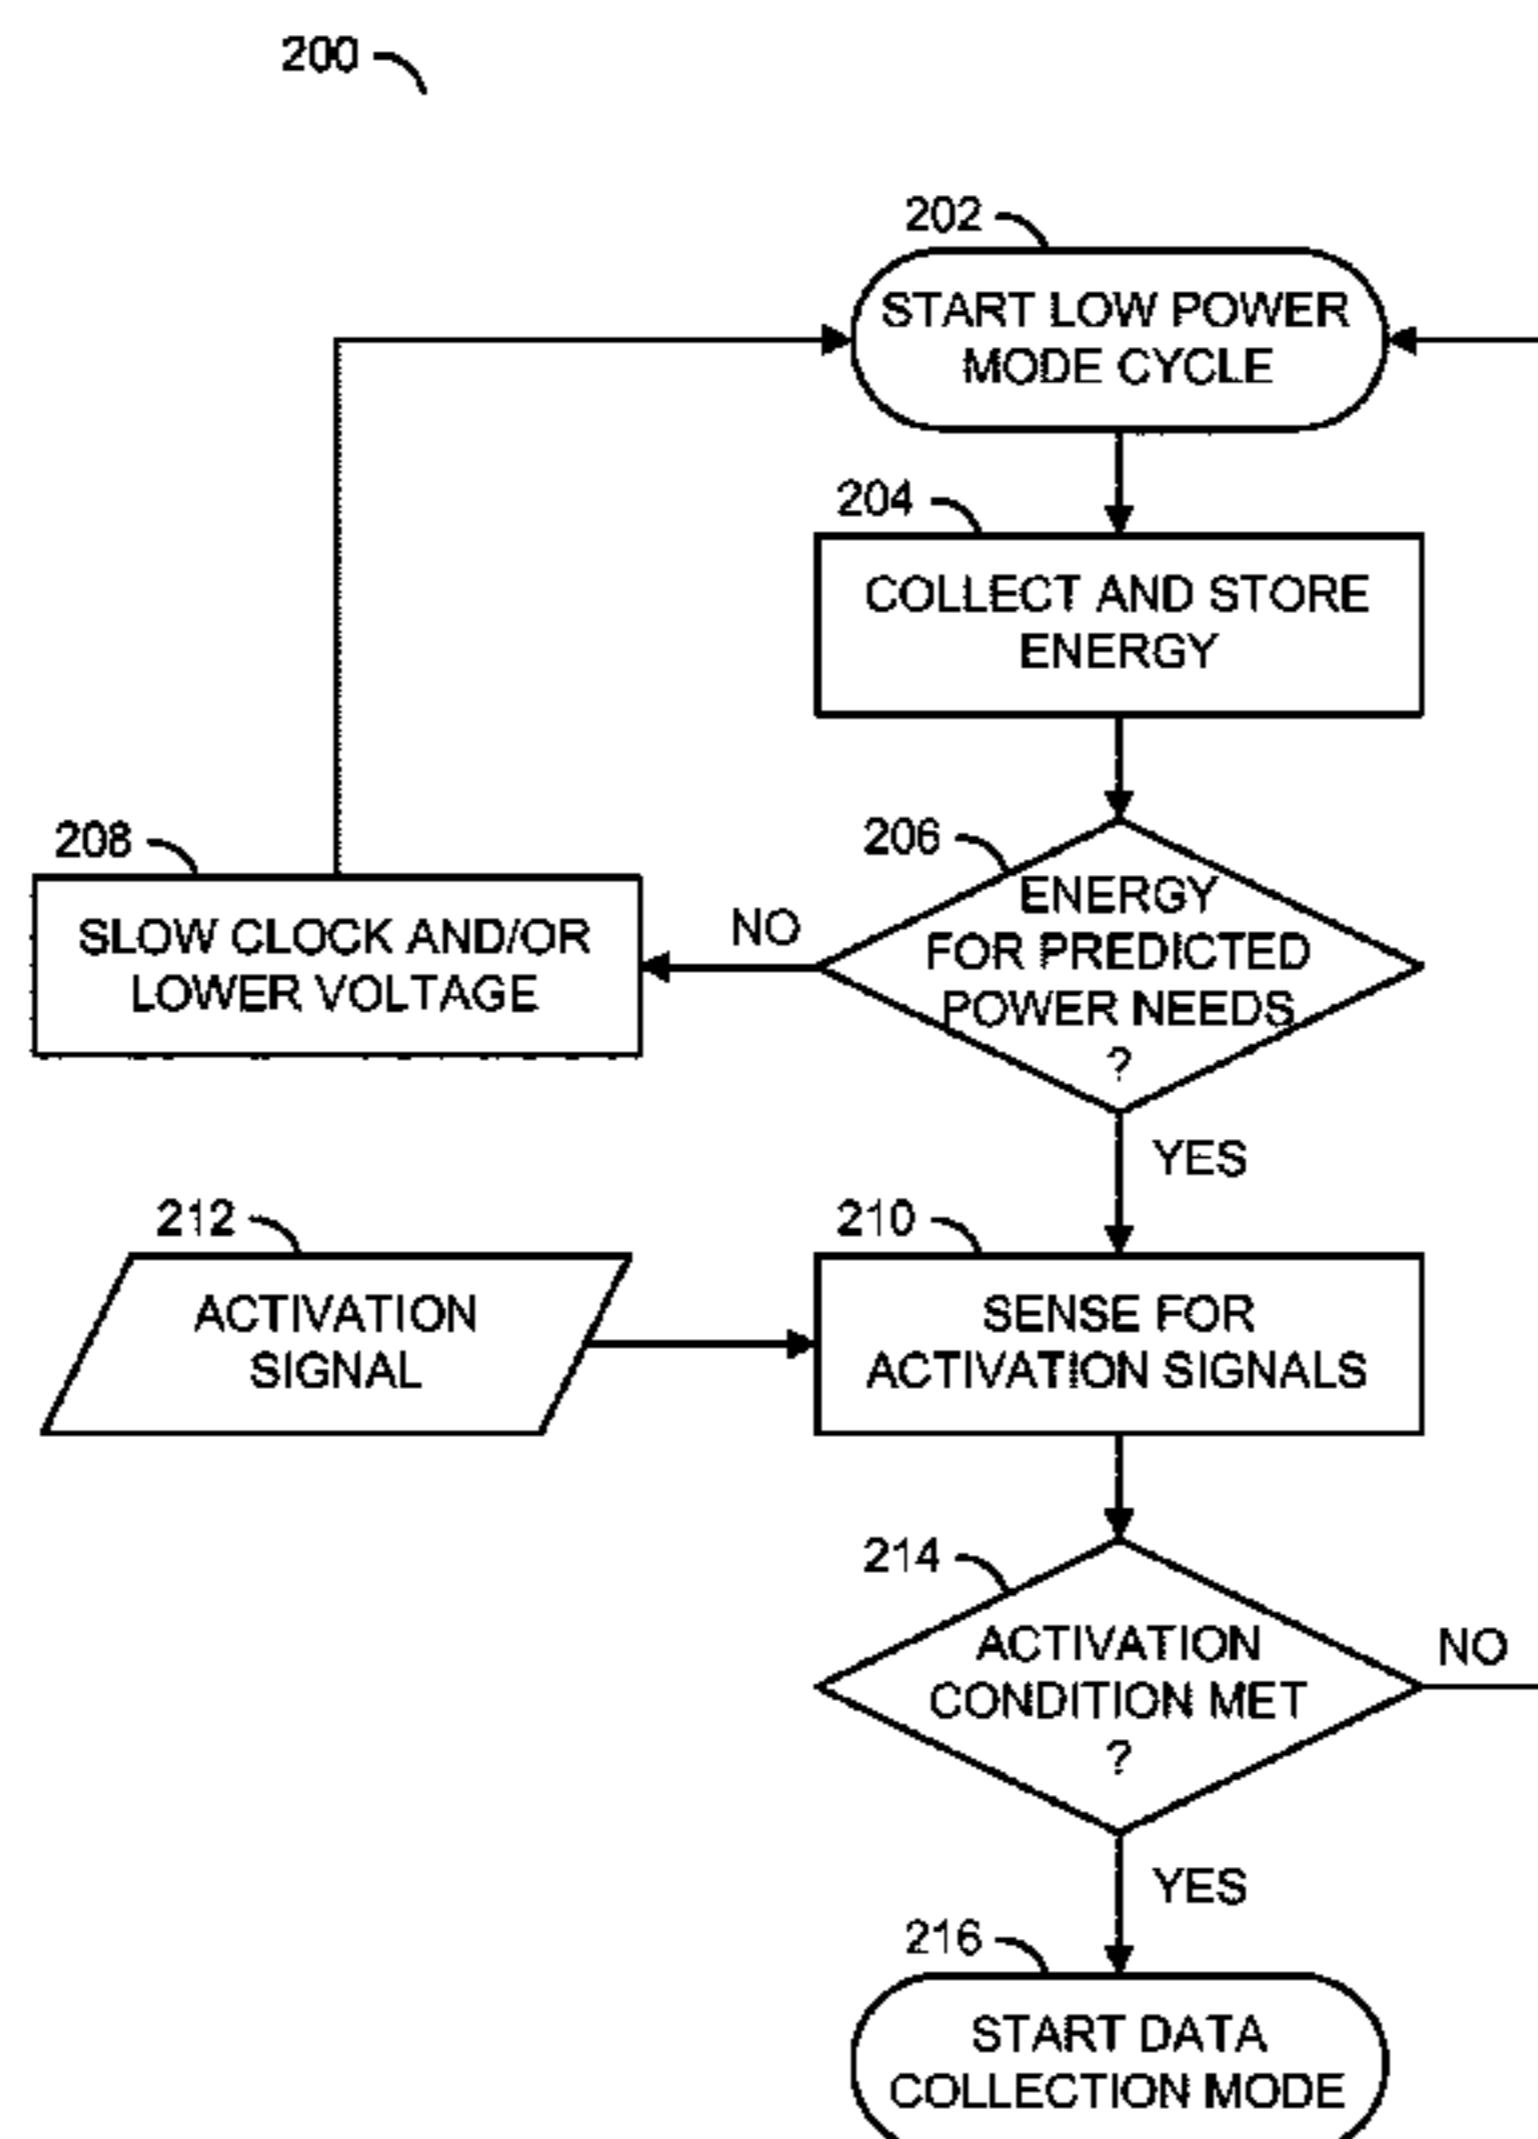 200
202
START LOW POWER
MODE CYCLE
204
COLLECT AND STORE
ENERGY
206
ENERGY
FOR PREDICTED
POWER NEEDS
?
NO
208
SLOW CLOCK AND/OR
LOWER VOLTAGE
YES
212
ACTIVATION
SIGNAL
210
SENSE FOR
ACTIVATION SIGNALS
214
ACTIVATION
CONDITION MET
?
NO
YES
216
START DATA
COLLECTION MODE